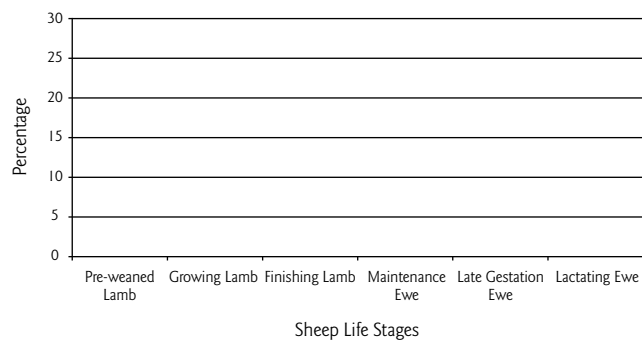 30
25
20
15
10
5
0
Percentage
Pre-weaned Lamb
Growing Lamb
Finishing Lamb
Maintenance Ewe
Late Gestation Ewe
Lactating Ewe
Sheep Life Stages